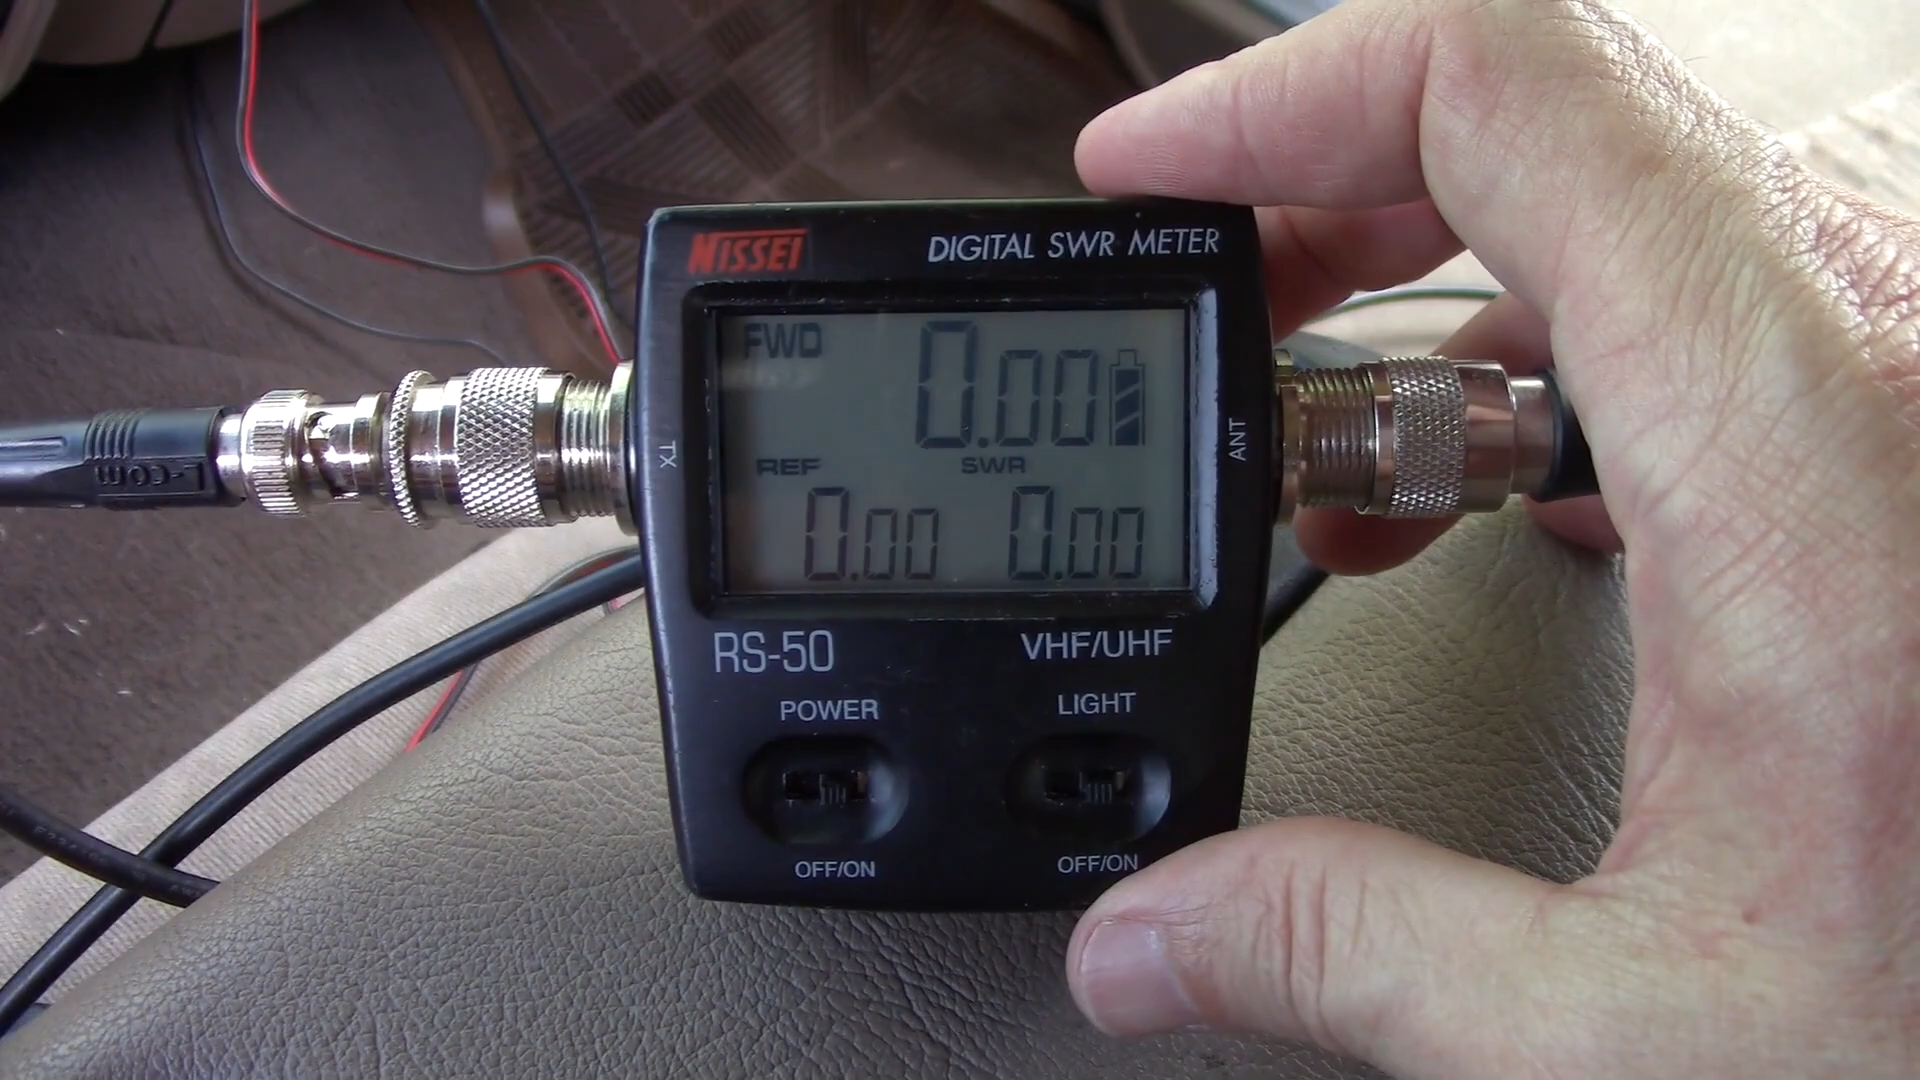 NISSEI
DIGITAL SWR METER
FWD
0.00
REF
SWR
0.00
0.00
TX
ANT
L-com
RS-50
VHF/UHF
POWER
LIGHT
OFF/ON
OFF/ON